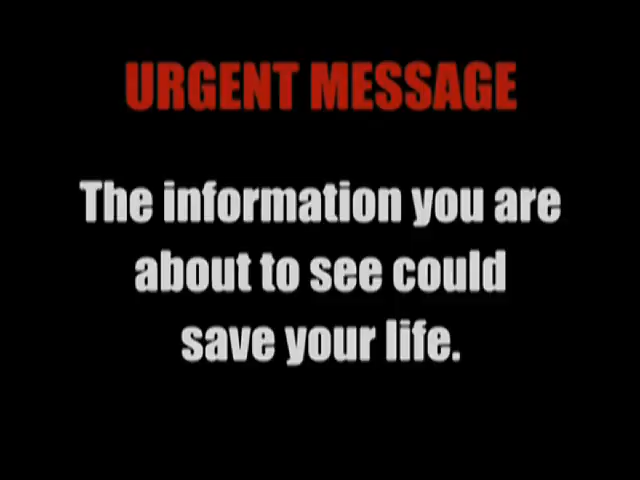 URGENT MESSAGE
The information you are
about to see could
save your life.